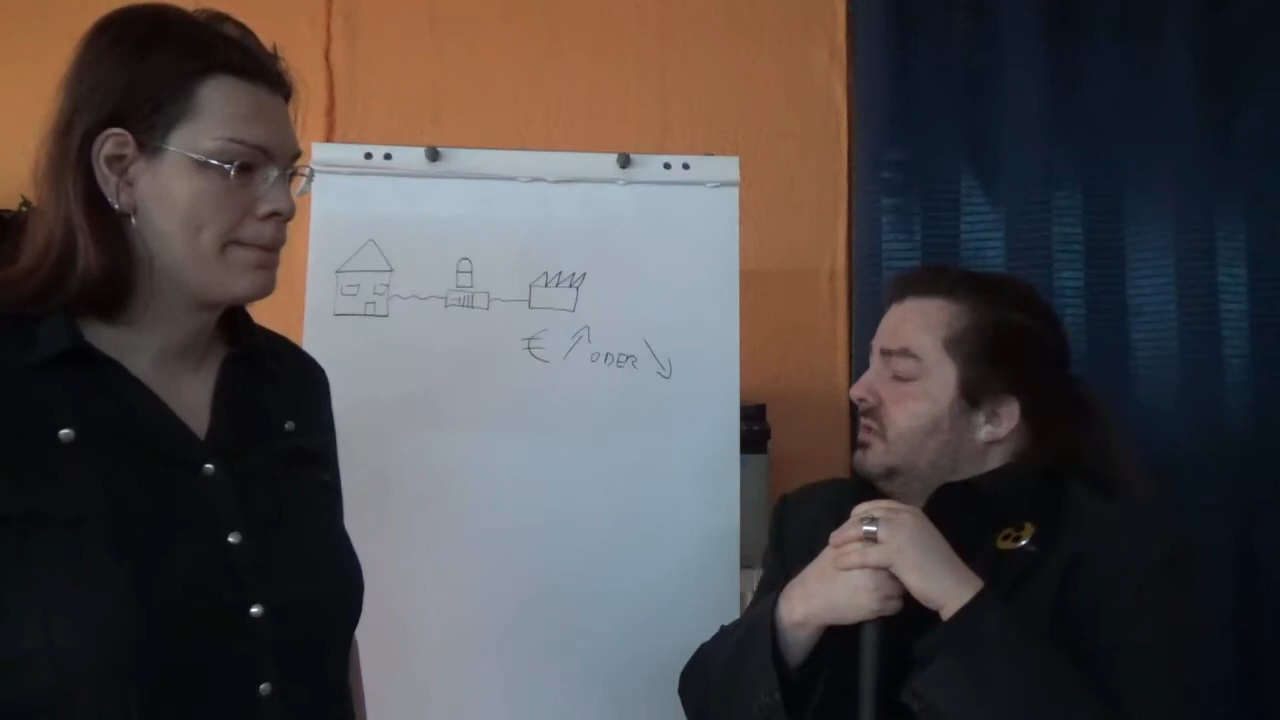 € ↗ ODER ↘